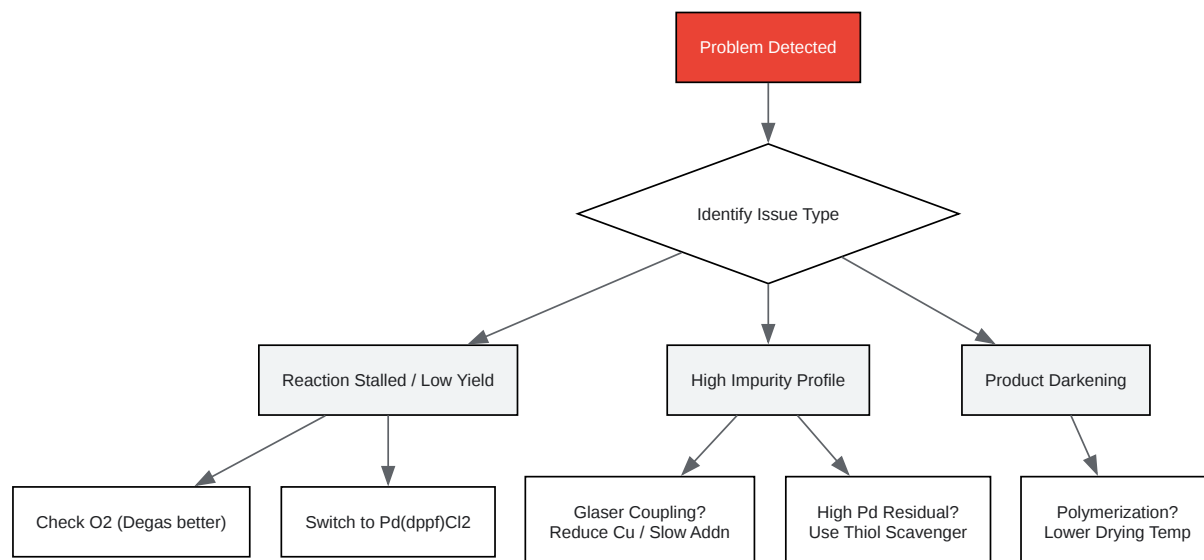 Problem Detected
Identify Issue Type
Reaction Stalled / Low Yield
High Impurity Profile
Product Darkening
Check O2 (Degas better)
Switch to Pd(dppf)Cl2
Glaser Coupling?
Reduce Cu / Slow Addn
High Pd Residual?
Use Thiol Scavenger
Polymerization?
Lower Drying Temp